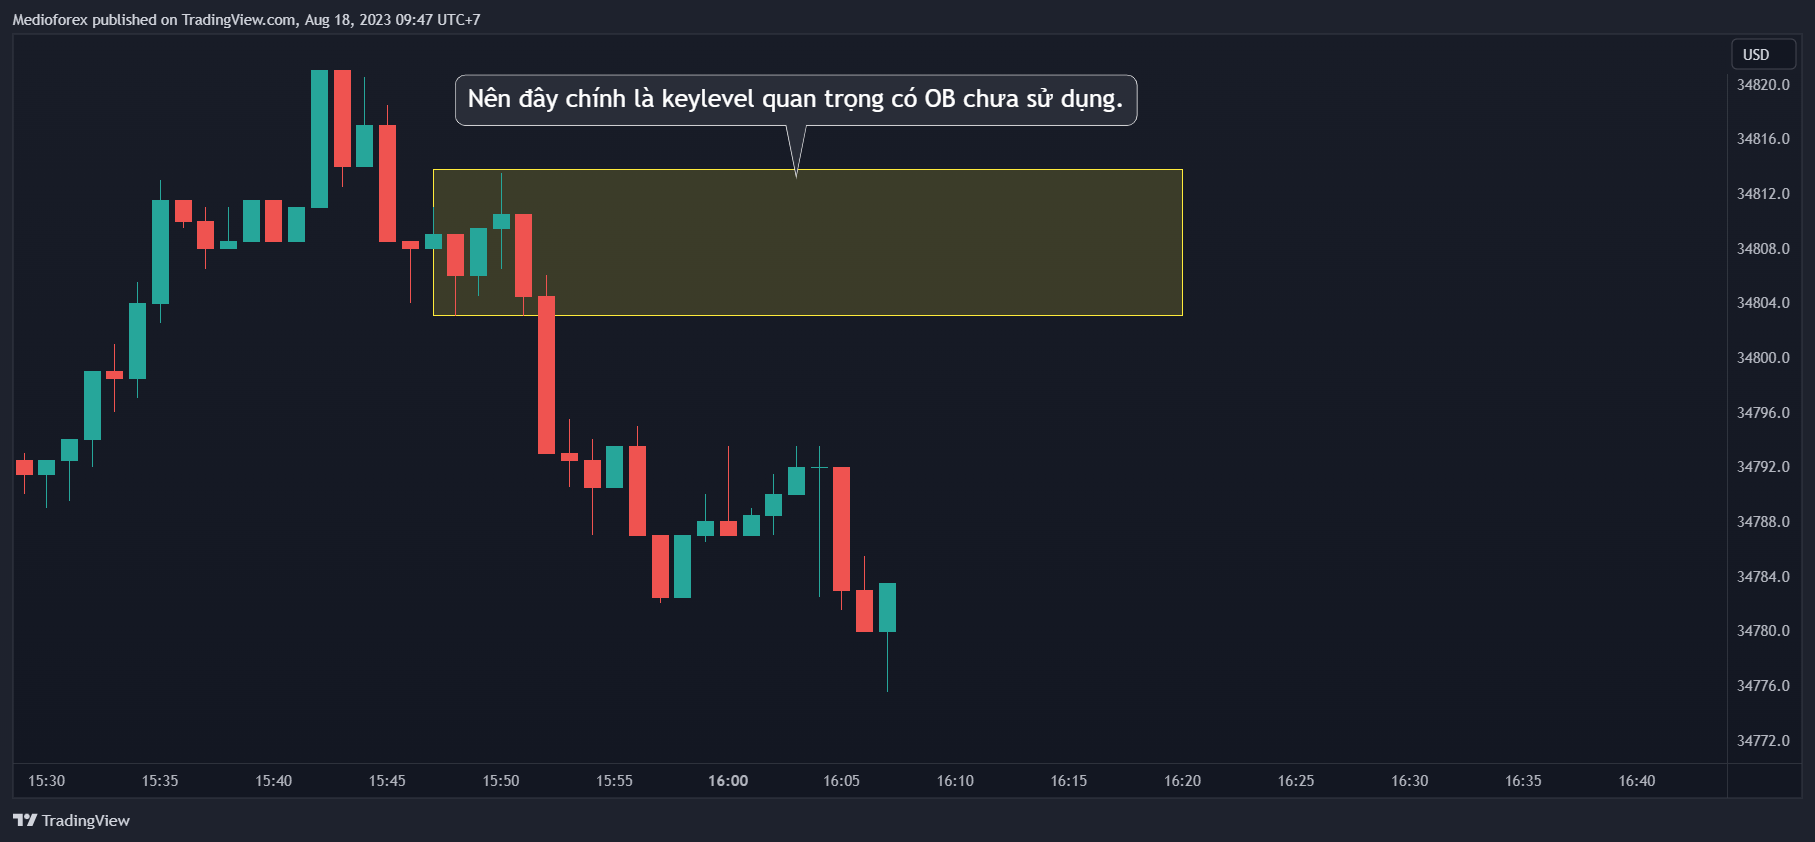 Medioforex published on TradingView.com, Aug 18, 2023 09:47 UTC+7
USD
Nên đây chính là keylevel quan trọng có OB chưa sử dụng.
34820.0
34816.0
34812.0
34808.0
34804.0
34800.0
34796.0
34792.0
34788.0
34784.0
34780.0
34776.0
34772.0
15:30 15:35 15:40 15:45 15:50 15:55 16:00 16:05 16:10 16:15 16:20 16:25 16:30 16:35 16:40
TradingView